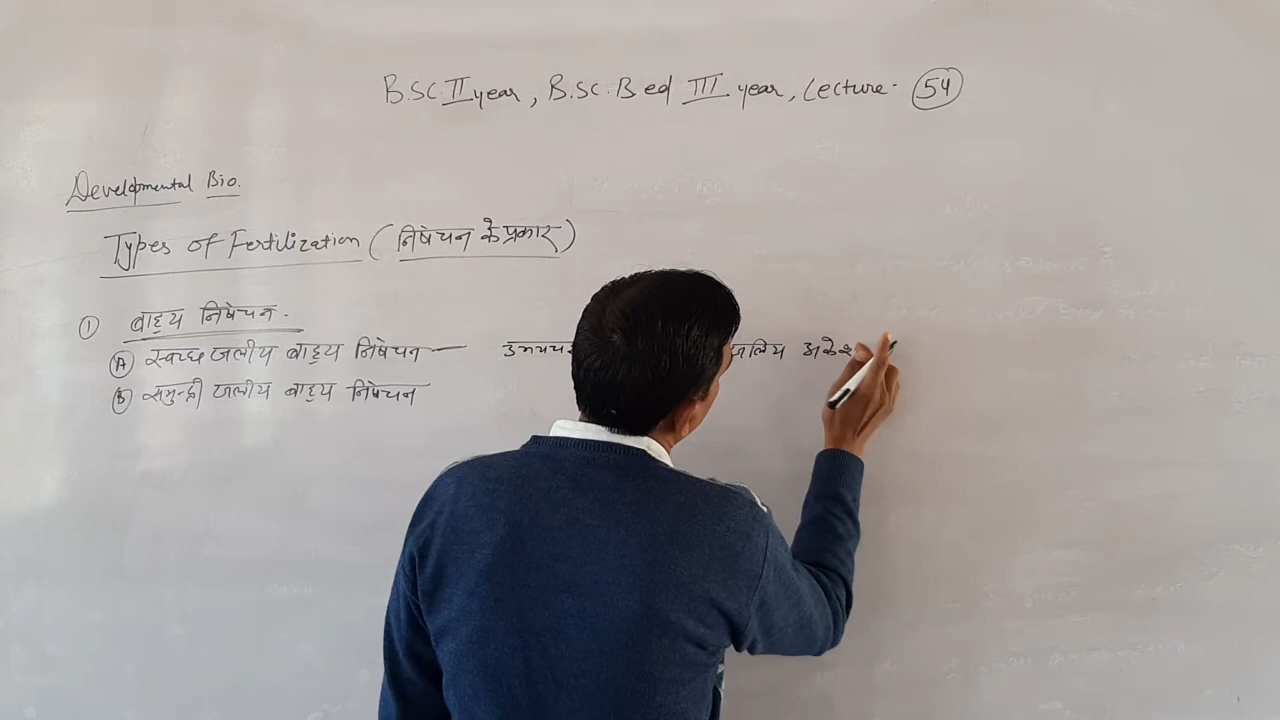 B.Sc. II year, B.Sc. B ed III year, Lecture. 54
Developmental Bio.
Types of Fertilization ( निषेचन के प्रकार )
① बाह्य निषेचन.
Ⓐ स्वच्छ जलीय बाह्य निषेचन — जलिय अकेश
Ⓑ समुन्द्री जलीय बाह्य निषेचन